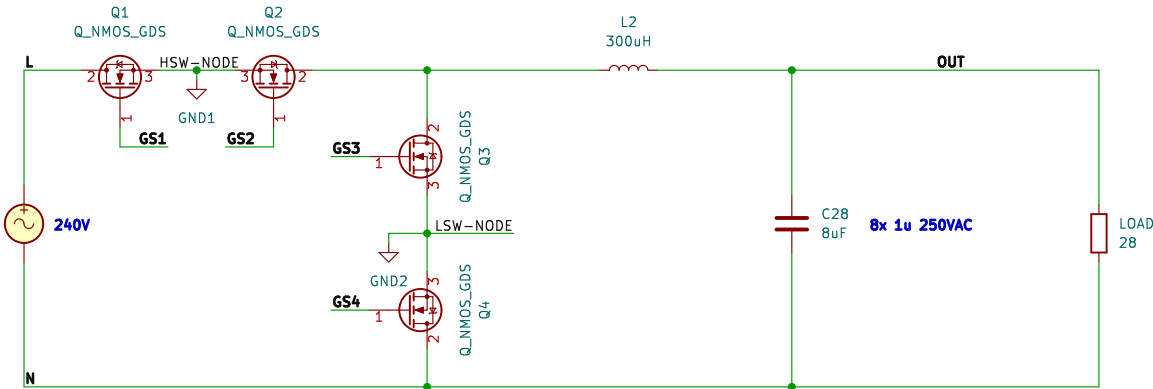 Q1
Q_NMOS_GDS
Q2
Q_NMOS_GDS
L2
300uH
L
2
3
HSW-NODE
3
2
OUT
GND1
1
1
GS1
GS2
2
GS3
1
Q_NMOS_GDS
Q3
3
+
240V
LSW-NODE
C28
8uF
8x 1u 250VAC
LOAD
28
GND2
3
GS4
1
Q_NMOS_GDS
Q4
2
N